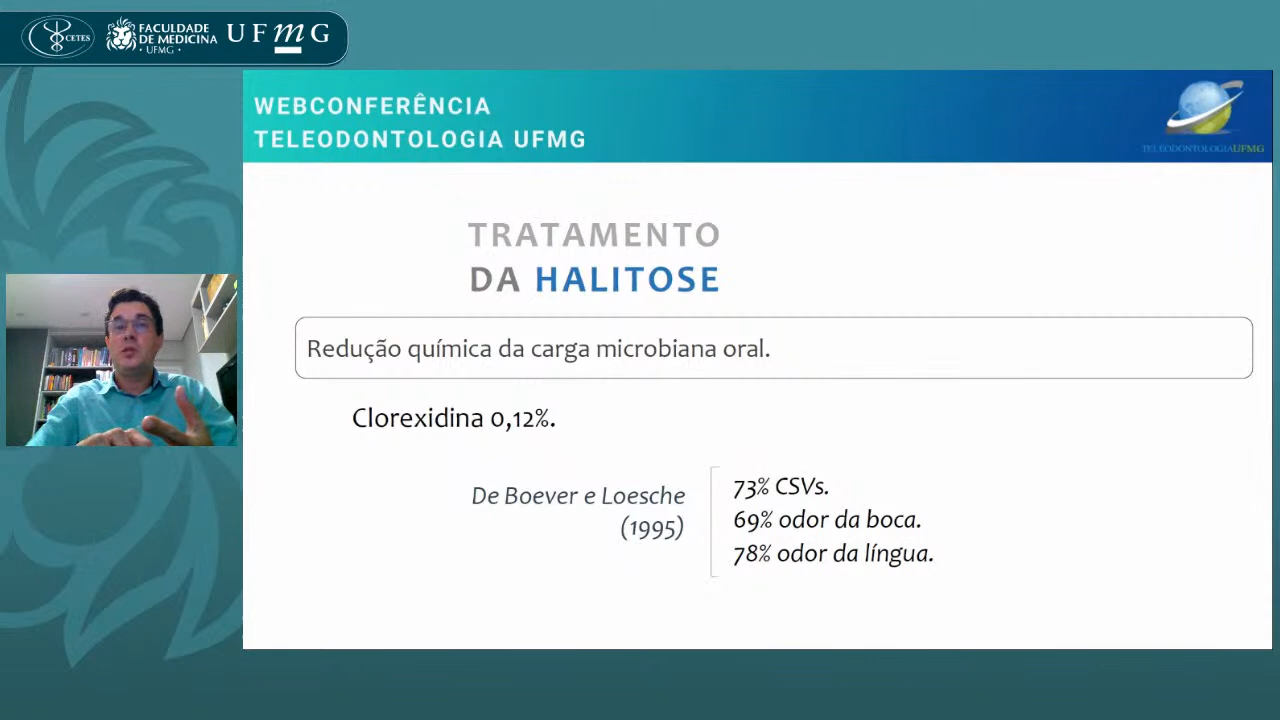 CETES
FACULDADE
DE MEDICINA
· UFMG ·
UFmG
WEBCONFERÊNCIA
TELEODONTOLOGIA UFMG
TELEODONTOLOGIAUFMG
TRATAMENTO
DA HALITOSE
Redução química da carga microbiana oral.
Clorexidina 0,12%.
De Boever e Loesche
(1995)
73% CSVs.
69% odor da boca.
78% odor da língua.